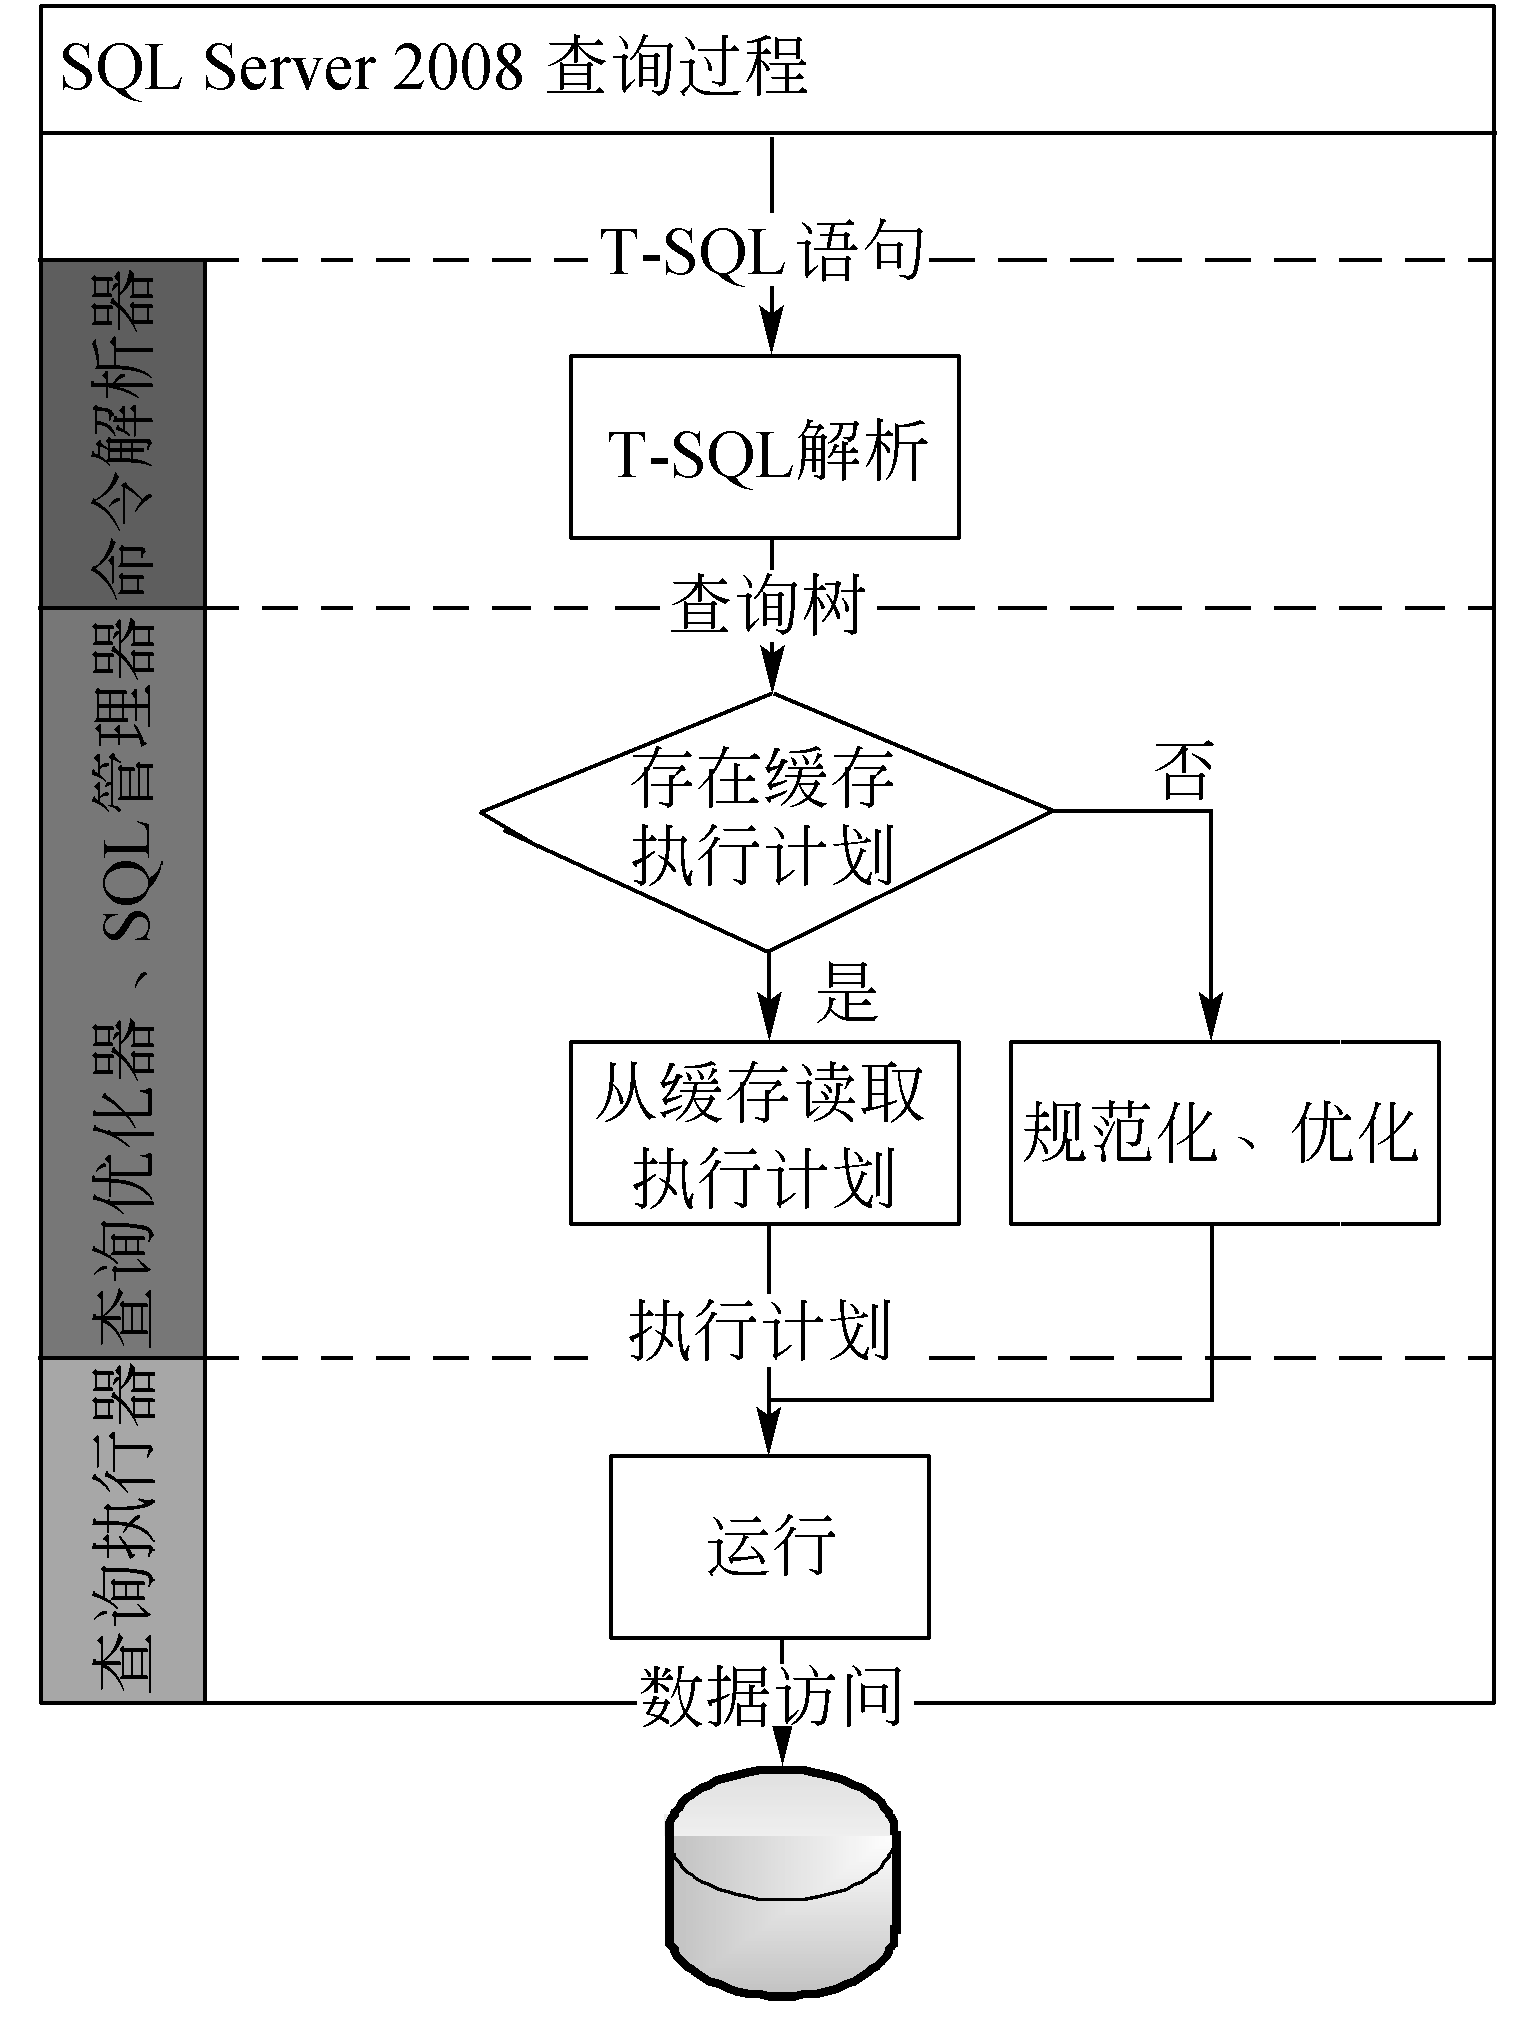 SQL Server 2008 查询过程
T-SQL语句
命令解析器
T-SQL解析
查询树
查询优化器、SQL管理器
存在缓存
执行计划
否
是
从缓存读取
执行计划
规范化、优化
执行计划
查询执行器
运行
数据访问